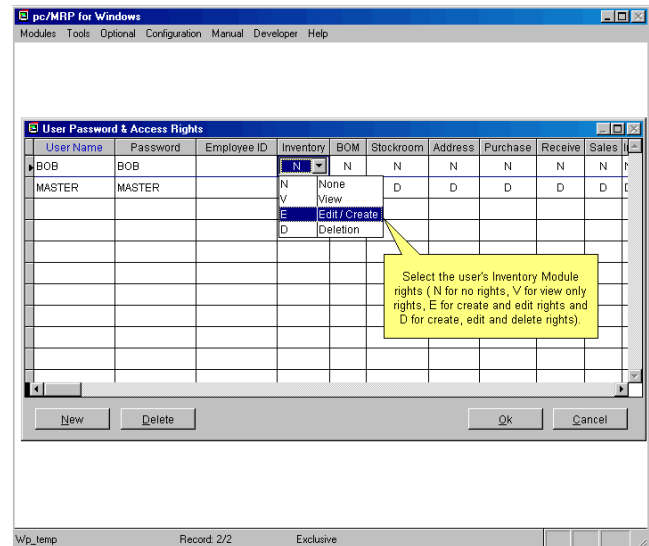 pc/MRP for Windows
Modules Tools Optional Configuration Manual Developer Help
User Password & Access Rights
User Name Password Employee ID Inventory BOM Stockroom Address Purchase Receive Sales
BOB BOB N N N N N N N
MASTER MASTER D D D D D
N None
V View
E Edit / Create
D Deletion
Select the user's Inventory Module
rights ( N for no rights, V for view only
rights, E for create and edit rights and
D for create, edit and delete rights).
New Delete Ok Cancel
Wp_temp Record: 2/2 Exclusive